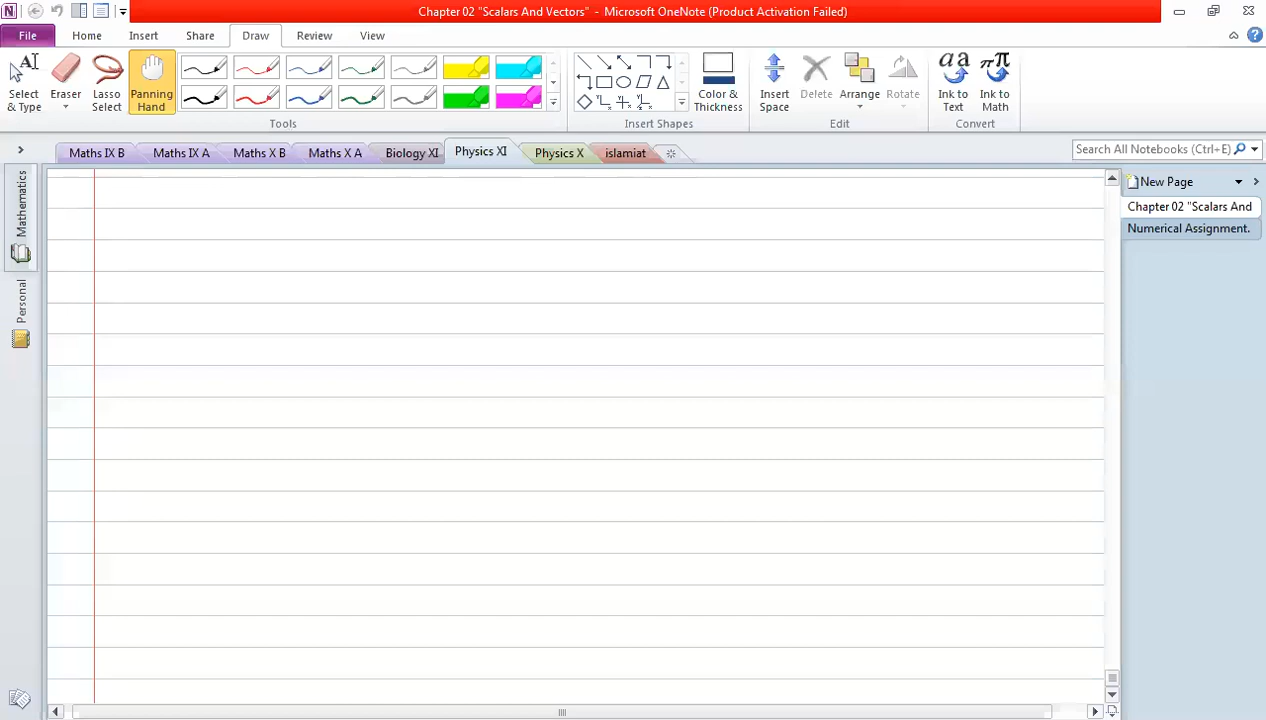 Chapter 02 "Scalars And Vectors" - Microsoft OneNote (Product Activation Failed)
File Home Insert Share Draw Review View
Select & Type
Eraser
Lasso Select
Panning Hand
Color & Thickness
Insert Space
Delete
Arrange
Rotate
Ink to Text
Ink to Math
Tools
Insert Shapes
Edit
Convert
Maths IX B Maths IX A Maths X B Maths X A Biology XI Physics XI Physics X islamiat
Search All Notebooks (Ctrl+E)
New Page
Chapter 02 "Scalars And
Numerical Assignment.
Mathematics
Personal